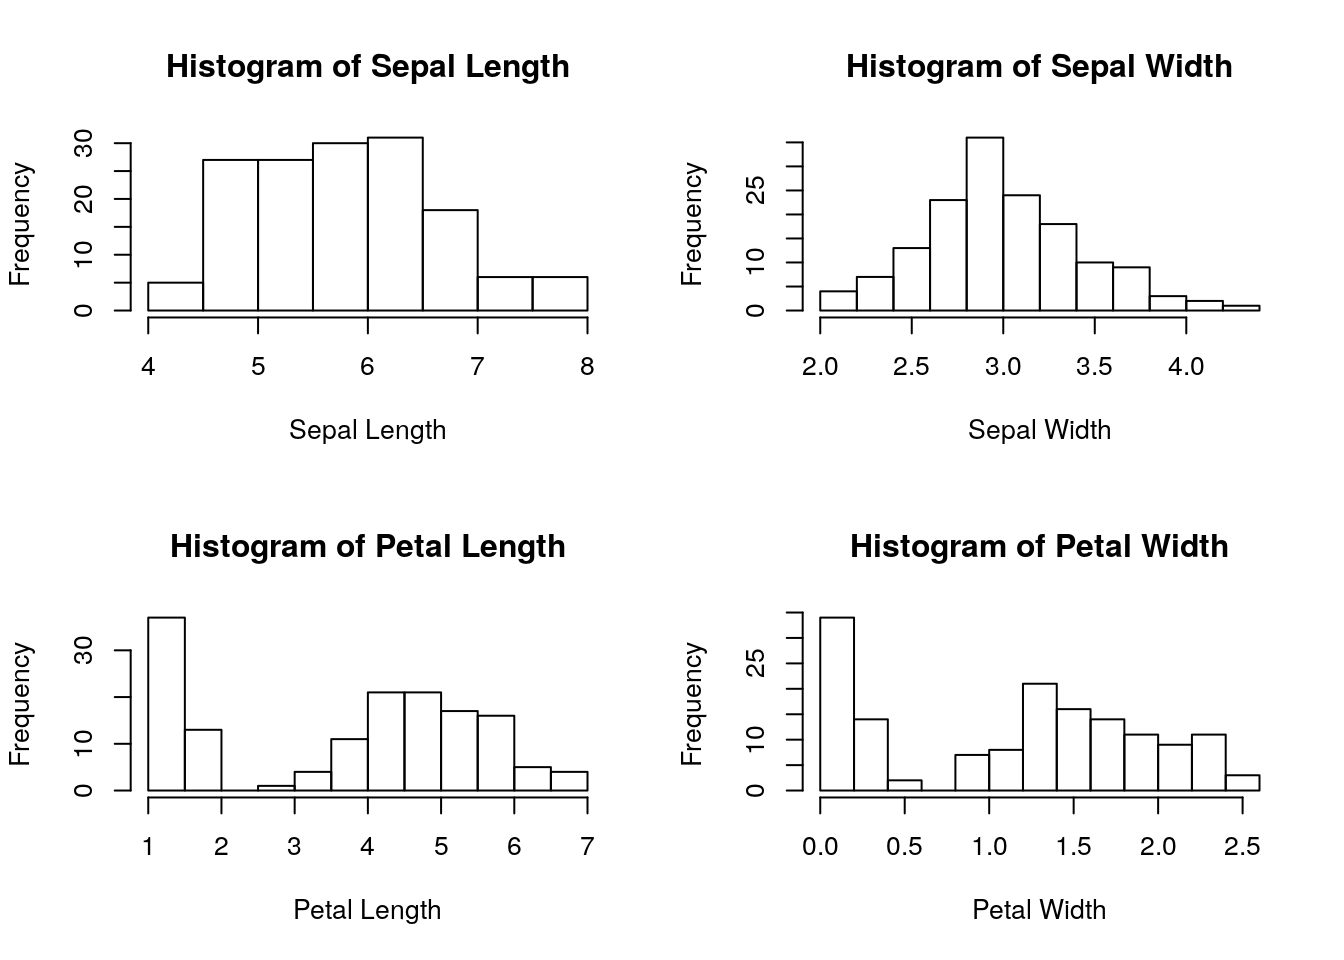 Histogram of Sepal Length
Frequency
0 10 20 30
4 5 6 7 8
Sepal Length
Histogram of Sepal Width
Frequency
0 10 25
2.0 2.5 3.0 3.5 4.0
Sepal Width
Histogram of Petal Length
Frequency
0 10 30
1 2 3 4 5 6 7
Petal Length
Histogram of Petal Width
Frequency
0 10 25
0.0 0.5 1.0 1.5 2.0 2.5
Petal Width